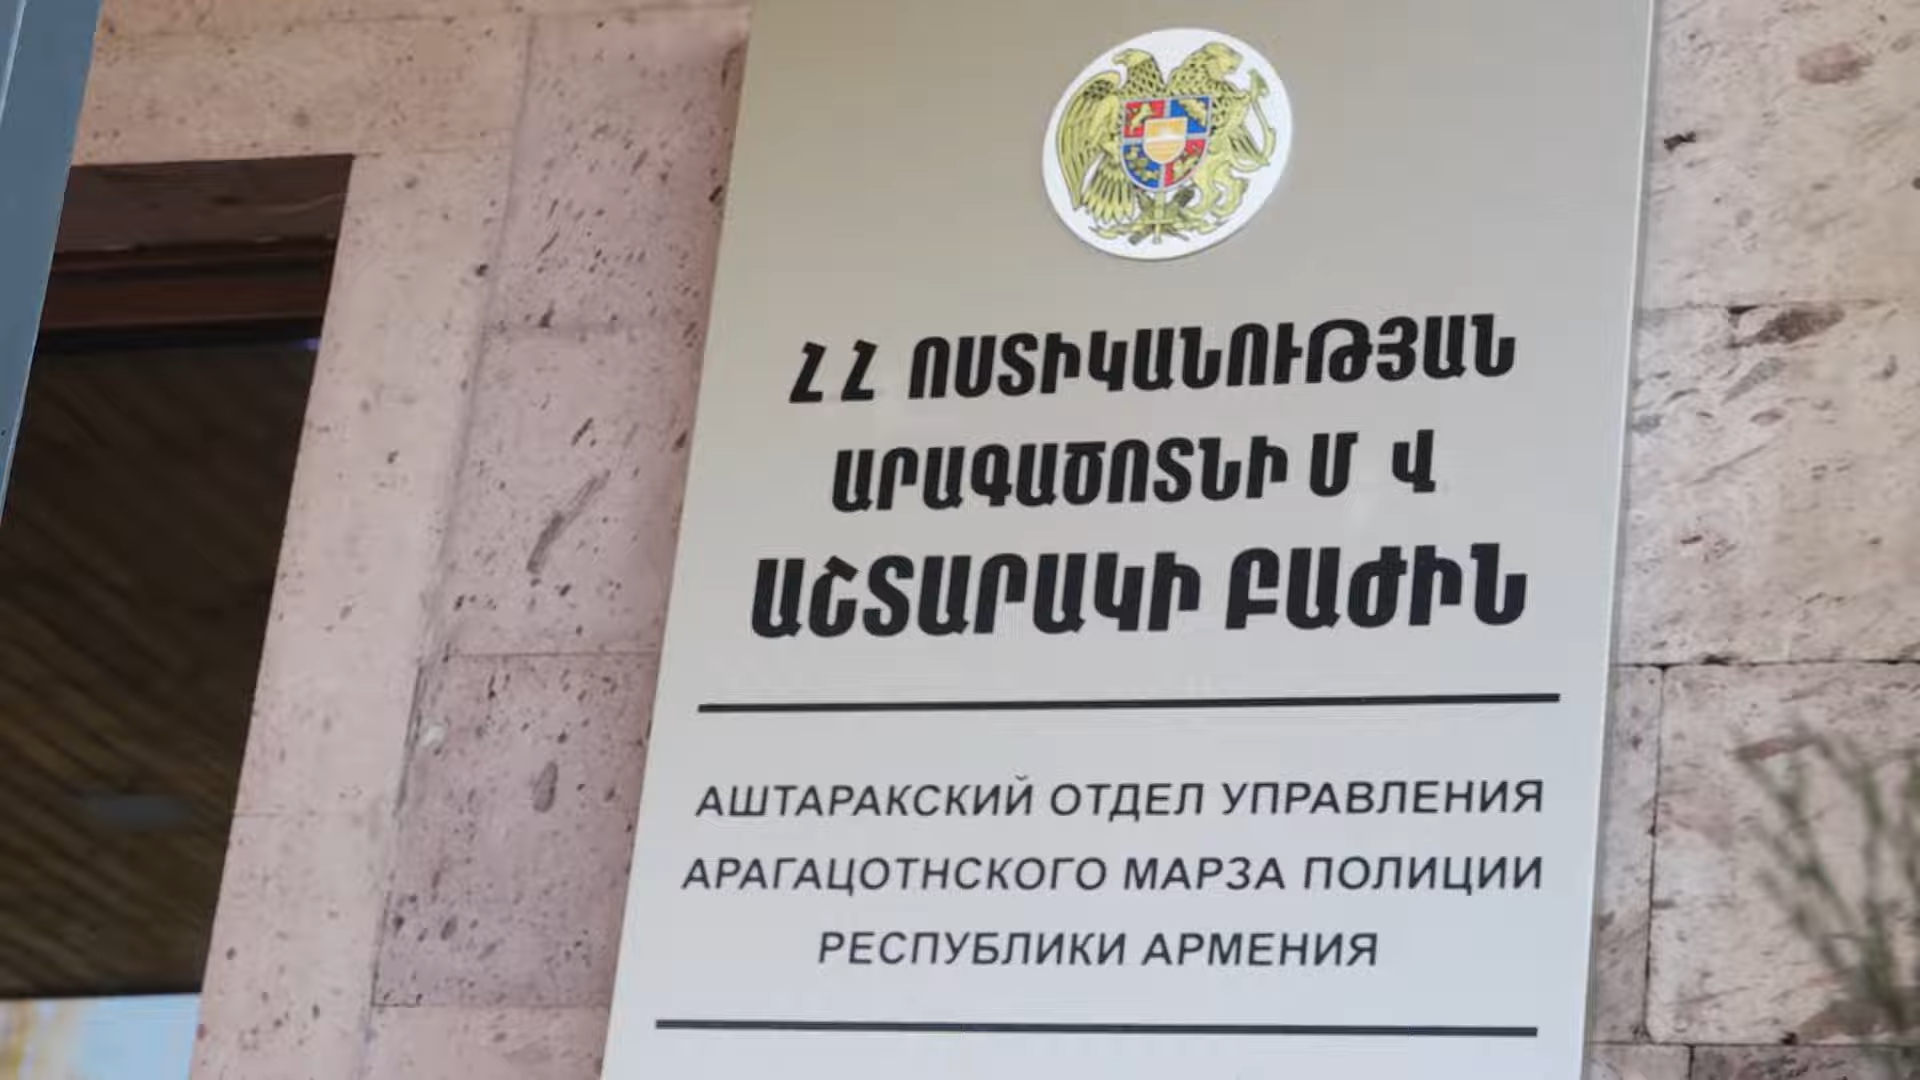 ՀՀ ՈՍՏԻԿԱՆՈՒԹՅԱՆ
ԱՐԱԳԱԾՈՏՆԻ Մ Վ
ԱՇՏԱՐԱԿԻ ԲԱԺԻՆ
АШТАРАКСКИЙ ОТДЕЛ УПРАВЛЕНИЯ
АРАГАЦОТНСКОГО МАРЗА ПОЛИЦИИ
РЕСПУБЛИКИ АРМЕНИЯ